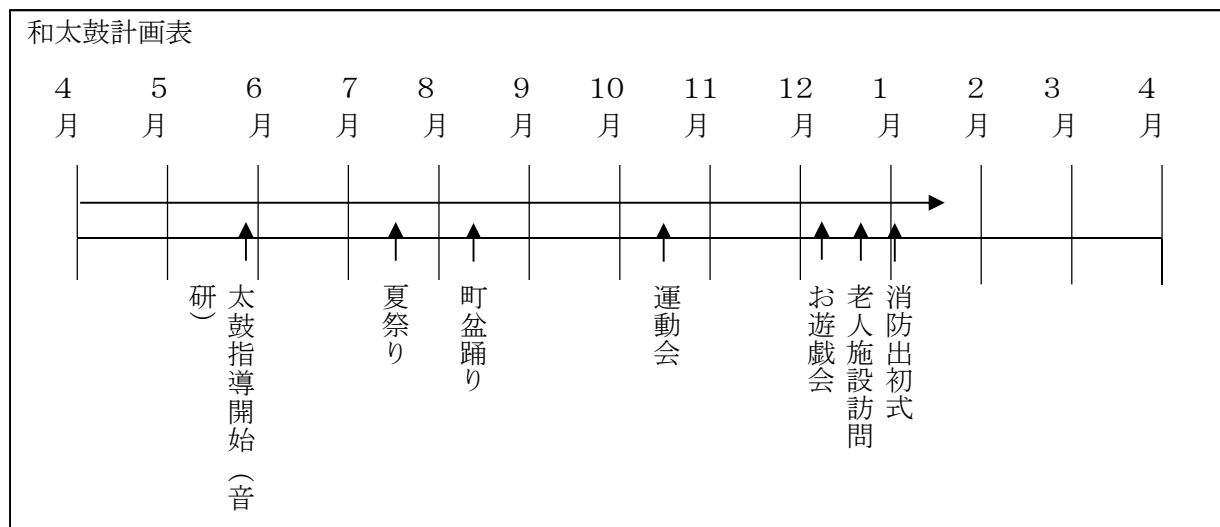 和太鼓計画表
4月
5月
6月
7月
8月
9月
10月
11月
12月
1月
2月
3月
4月
太鼓指導開始（音
研）
夏祭り
町盆踊り
運動会
お遊戯会
老人施設訪問
消防出初式